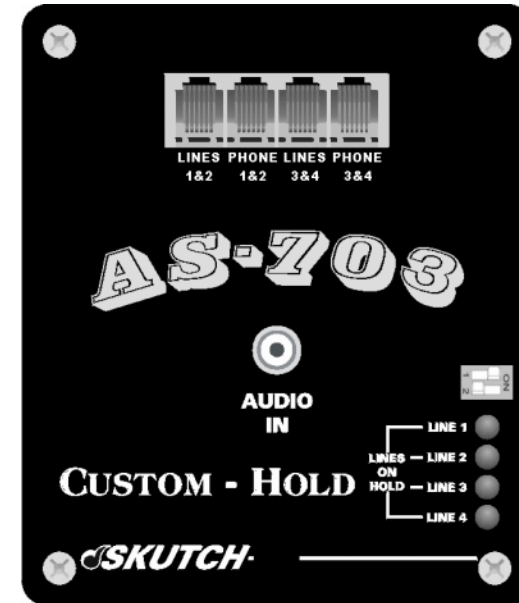 LINES PHONE LINES PHONE
1&2 1&2 3&4 3&4
AS-703
AUDIO
IN
1 2 ON
LINE 1
LINES
ON
HOLD
LINE 2
LINE 3
LINE 4
CUSTOM - HOLD
SKUTCH